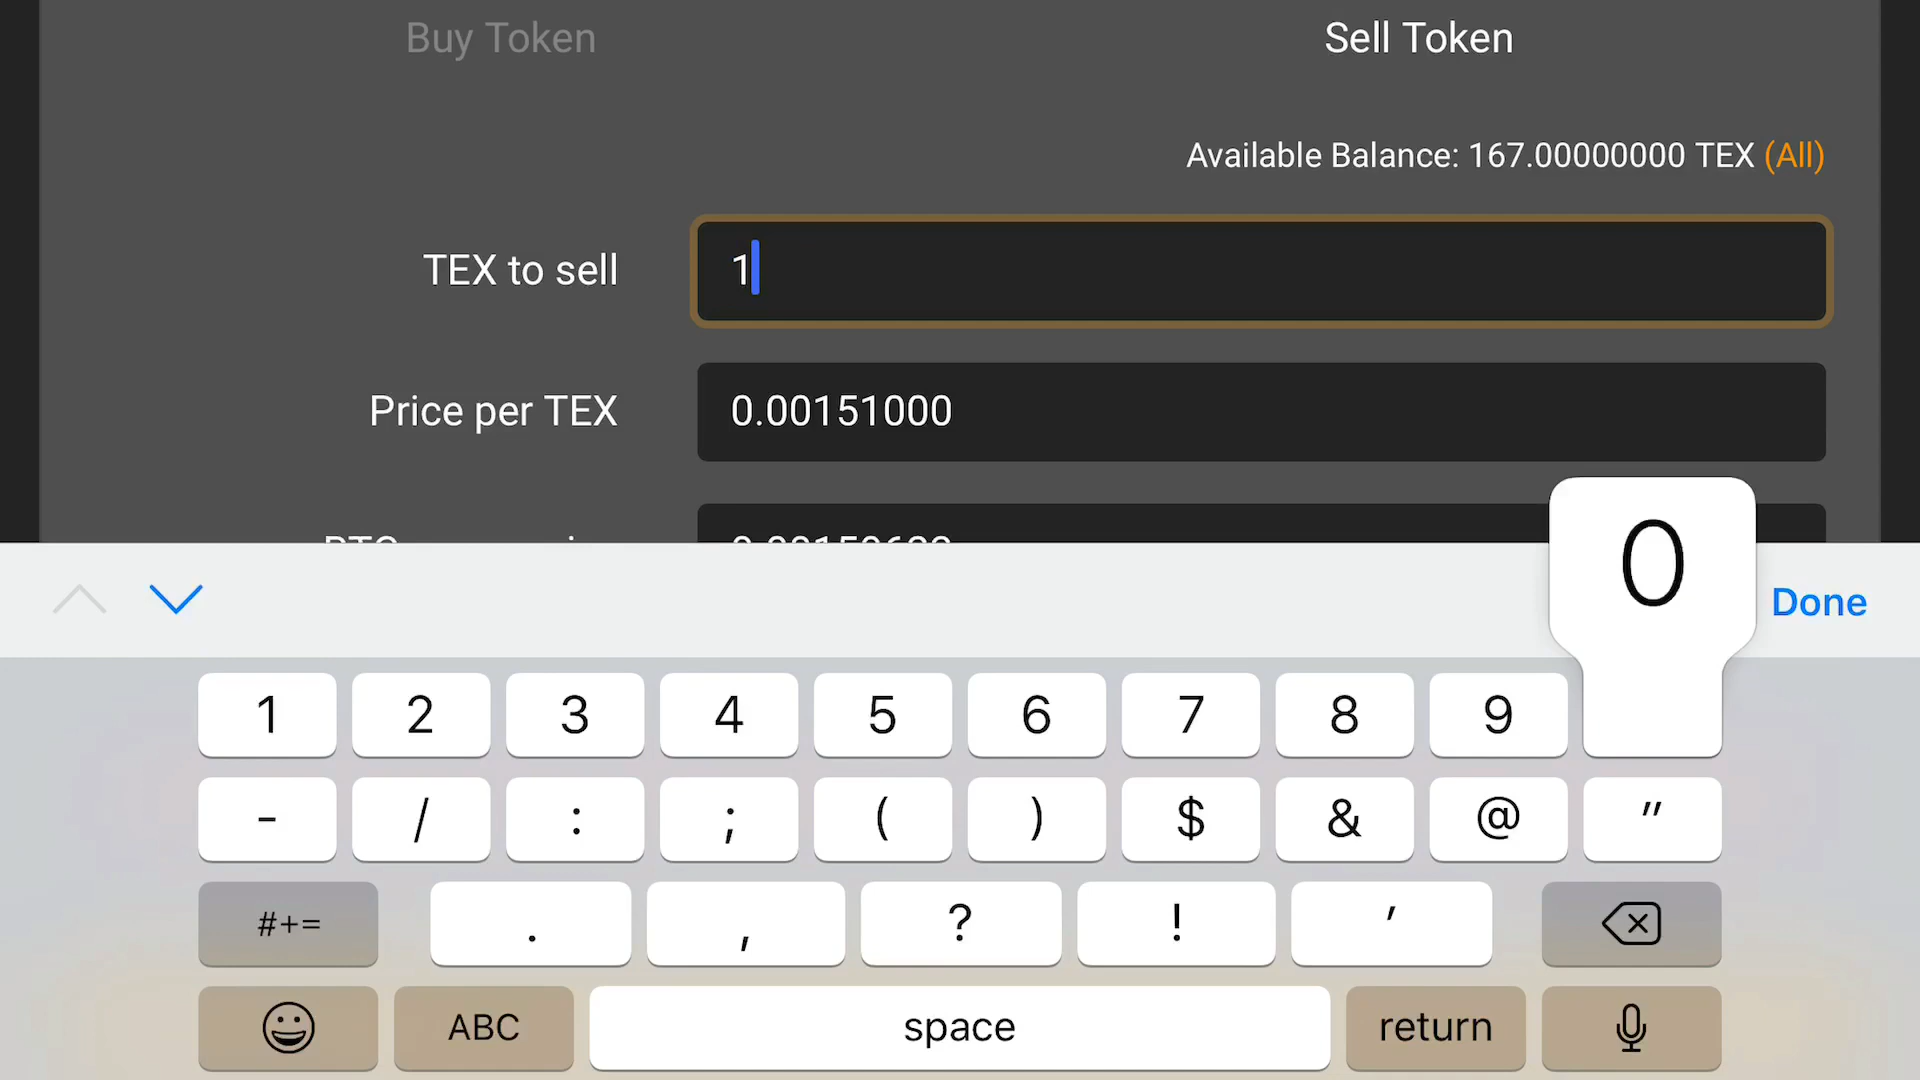 Buy Token Sell Token
Available Balance: 167.00000000 TEX (All)
TEX to sell 1
Price per TEX 0.00151000
0
Done
1 2 3 4 5 6 7 8 9
- / : ; ( ) $ & @ "
#+= . , ? ! '
ABC space return